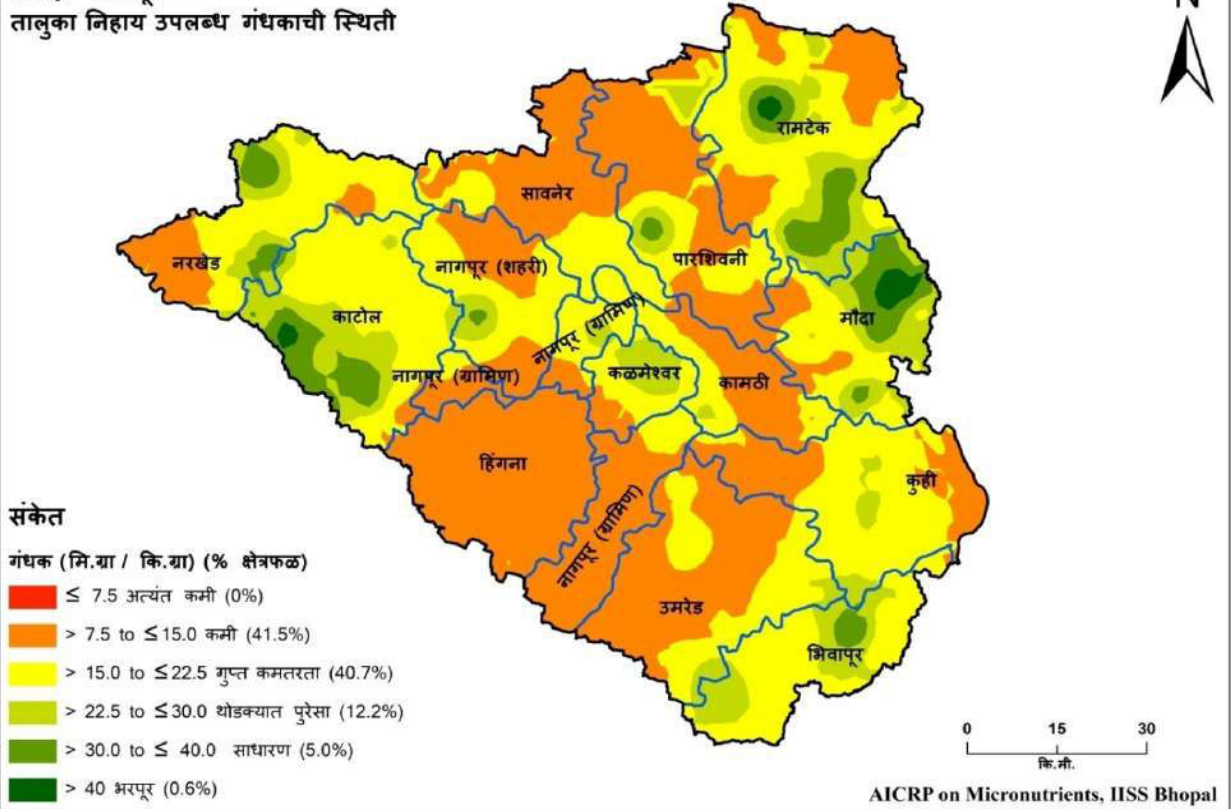 तालुका निहाय उपलब्ध गंधकाची स्थिती
N
रामटेक
सावनेर
नरखेड
नागपूर (शहरी)
पारशिवनी
काटोल
नागपूर (ग्रामिण)
मौदा
नागपूर (ग्रामिण)
कळमेश्वर
कामठी
हिंगना
कुही
नागपूर (ग्रामिण)
उमरेड
भिवापूर
संकेत
गंधक (मि.ग्रा / कि.ग्रा) (% क्षेत्रफळ)
≤ 7.5 अत्यंत कमी (0%)
> 7.5 to ≤15.0 कमी (41.5%)
> 15.0 to ≤22.5 गुप्त कमतरता (40.7%)
> 22.5 to ≤30.0 थोडक्यात पुरेसा (12.2%)
> 30.0 to ≤ 40.0 साधारण (5.0%)
> 40 भरपूर (0.6%)
0 15 30
कि.मी.
AICRP on Micronutrients, IISS Bhopal